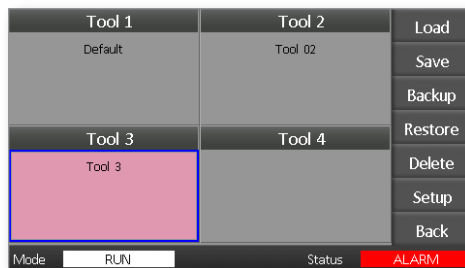 Tool 1
Tool 2
Load
Default
Tool 02
Save
Backup
Restore
Tool 3
Tool 4
Delete
Tool 3
Setup
Back
Mode
RUN
Status
ALARM